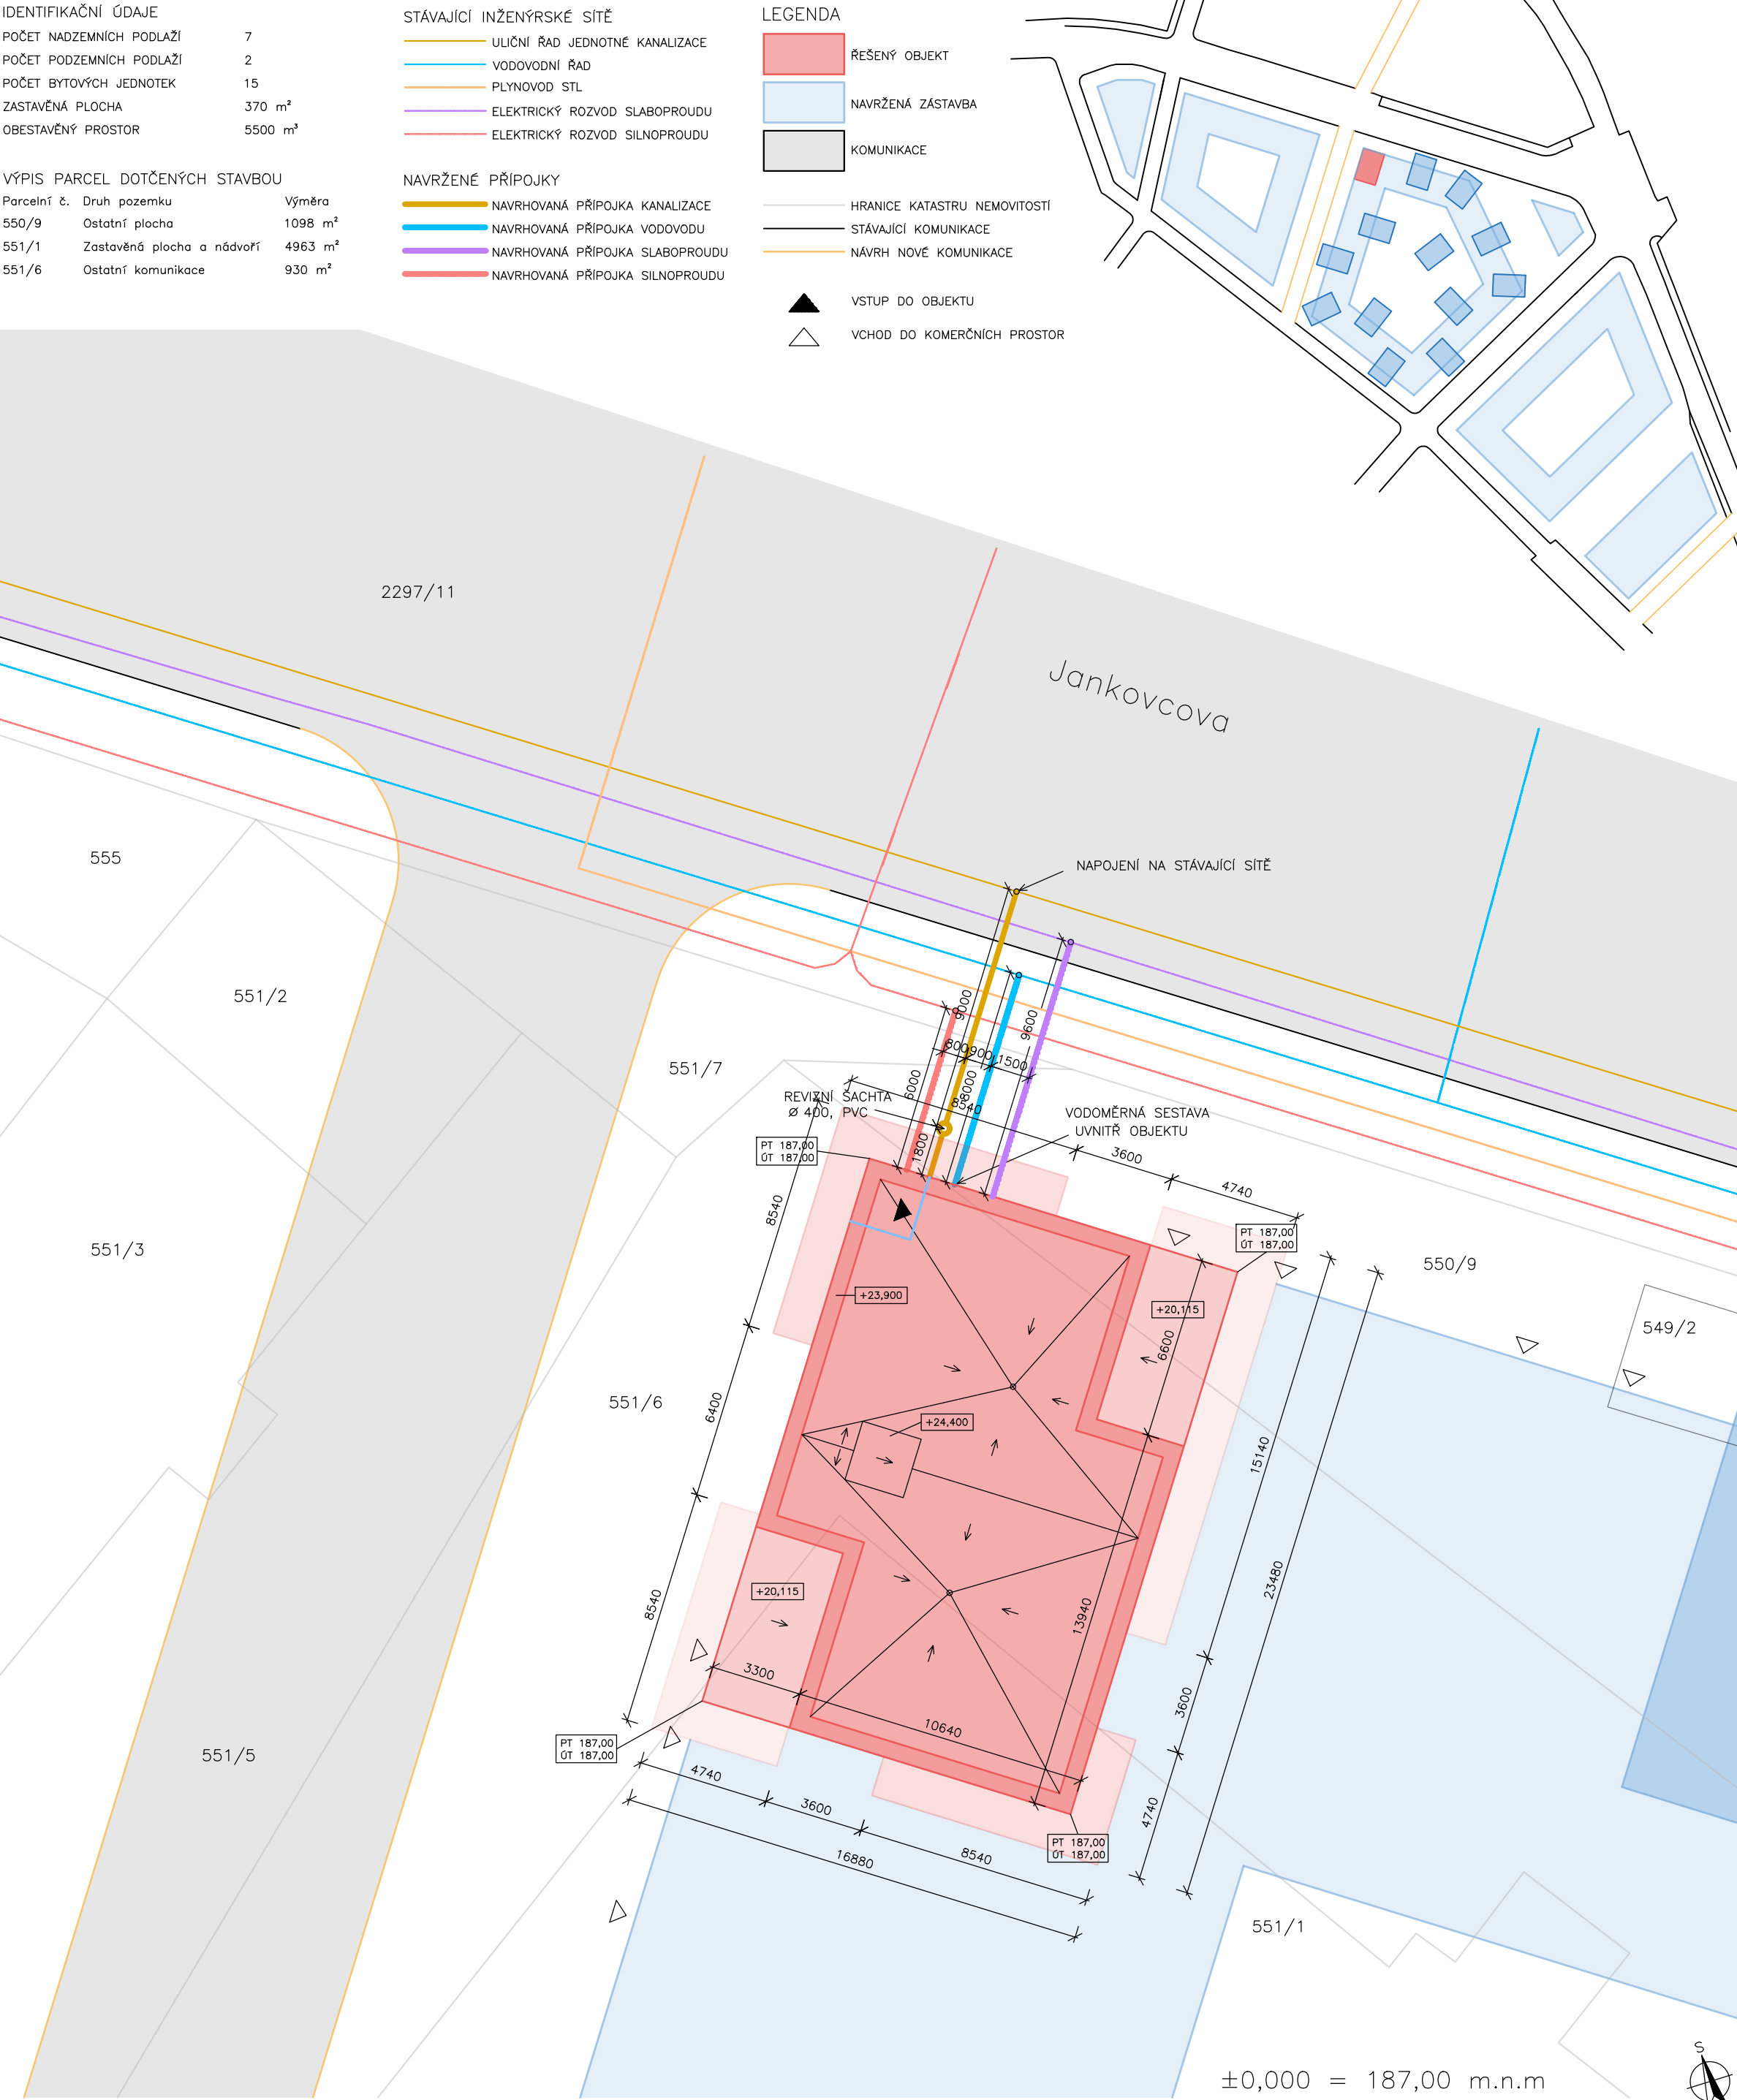 IDENTIFIKAČNÍ ÚDAJE
POČET NADZEMNÍCH PODLAŽÍ 7
POČET PODZEMNÍCH PODLAŽÍ 2
POČET BYTOVÝCH JEDNOTEK 15
ZASTAVĚNÁ PLOCHA 370 m²
OBESTAVĚNÝ PROSTOR 5500 m³
VÝPIS PARCEL DOTČENÝCH STAVBOU
Parcelní č. Druh pozemku Výměra
550/9 Ostatní plocha 1098 m²
551/1 Zastavěná plocha a nádvoří 4963 m²
551/6 Ostatní komunikace 930 m²
STÁVAJÍCÍ INŽENÝRSKÉ SÍTĚ
ULIČNÍ ŘAD JEDNOTNÉ KANALIZACE
VODOVODNÍ ŘAD
PLYNOVOD STL
ELEKTRICKÝ ROZVOD SLABOPROUDU
ELEKTRICKÝ ROZVOD SILNOPROUDU
NAVRŽENÉ PŘÍPOJKY
NAVRHOVANÁ PŘÍPOJKA KANALIZACE
NAVRHOVANÁ PŘÍPOJKA VODOVODU
NAVRHOVANÁ PŘÍPOJKA SLABOPROUDU
NAVRHOVANÁ PŘÍPOJKA SILNOPROUDU
LEGENDA
ŘEŠENÝ OBJEKT
NAVRŽENÁ ZÁSTAVBA
KOMUNIKACE
HRANICE KATASTRU NEMOVITOSTÍ
STÁVAJÍCÍ KOMUNIKACE
NÁVRH NOVÉ KOMUNIKACE
VSTUP DO OBJEKTU
VCHOD DO KOMERČNÍCH PROSTOR
2297/11
Jankovcova
555
NAPOJENÍ NA STÁVAJÍCÍ SÍTĚ
551/2
9000
9600
800
900
1500
551/7
6000
8000
REVIZNÍ ŠACHTA
Ø 400, PVC
8540
VODOMĚRNÁ SESTAVA
UVNITŘ OBJEKTU
1800
PT 187,00
ÚT 187,00
3600
4740
8540
PT 187,00
ÚT 187,00
551/3
550/9
+23,900
+20,115
549/2
6600
551/6
6400
+24,400
15140
23480
+20,115
8540
13940
3300
3600
10640
551/5
PT 187,00
ÚT 187,00
4740
3600
4740
8540
PT 187,00
ÚT 187,00
16880
551/1
S
±0,000 = 187,00 m.n.m